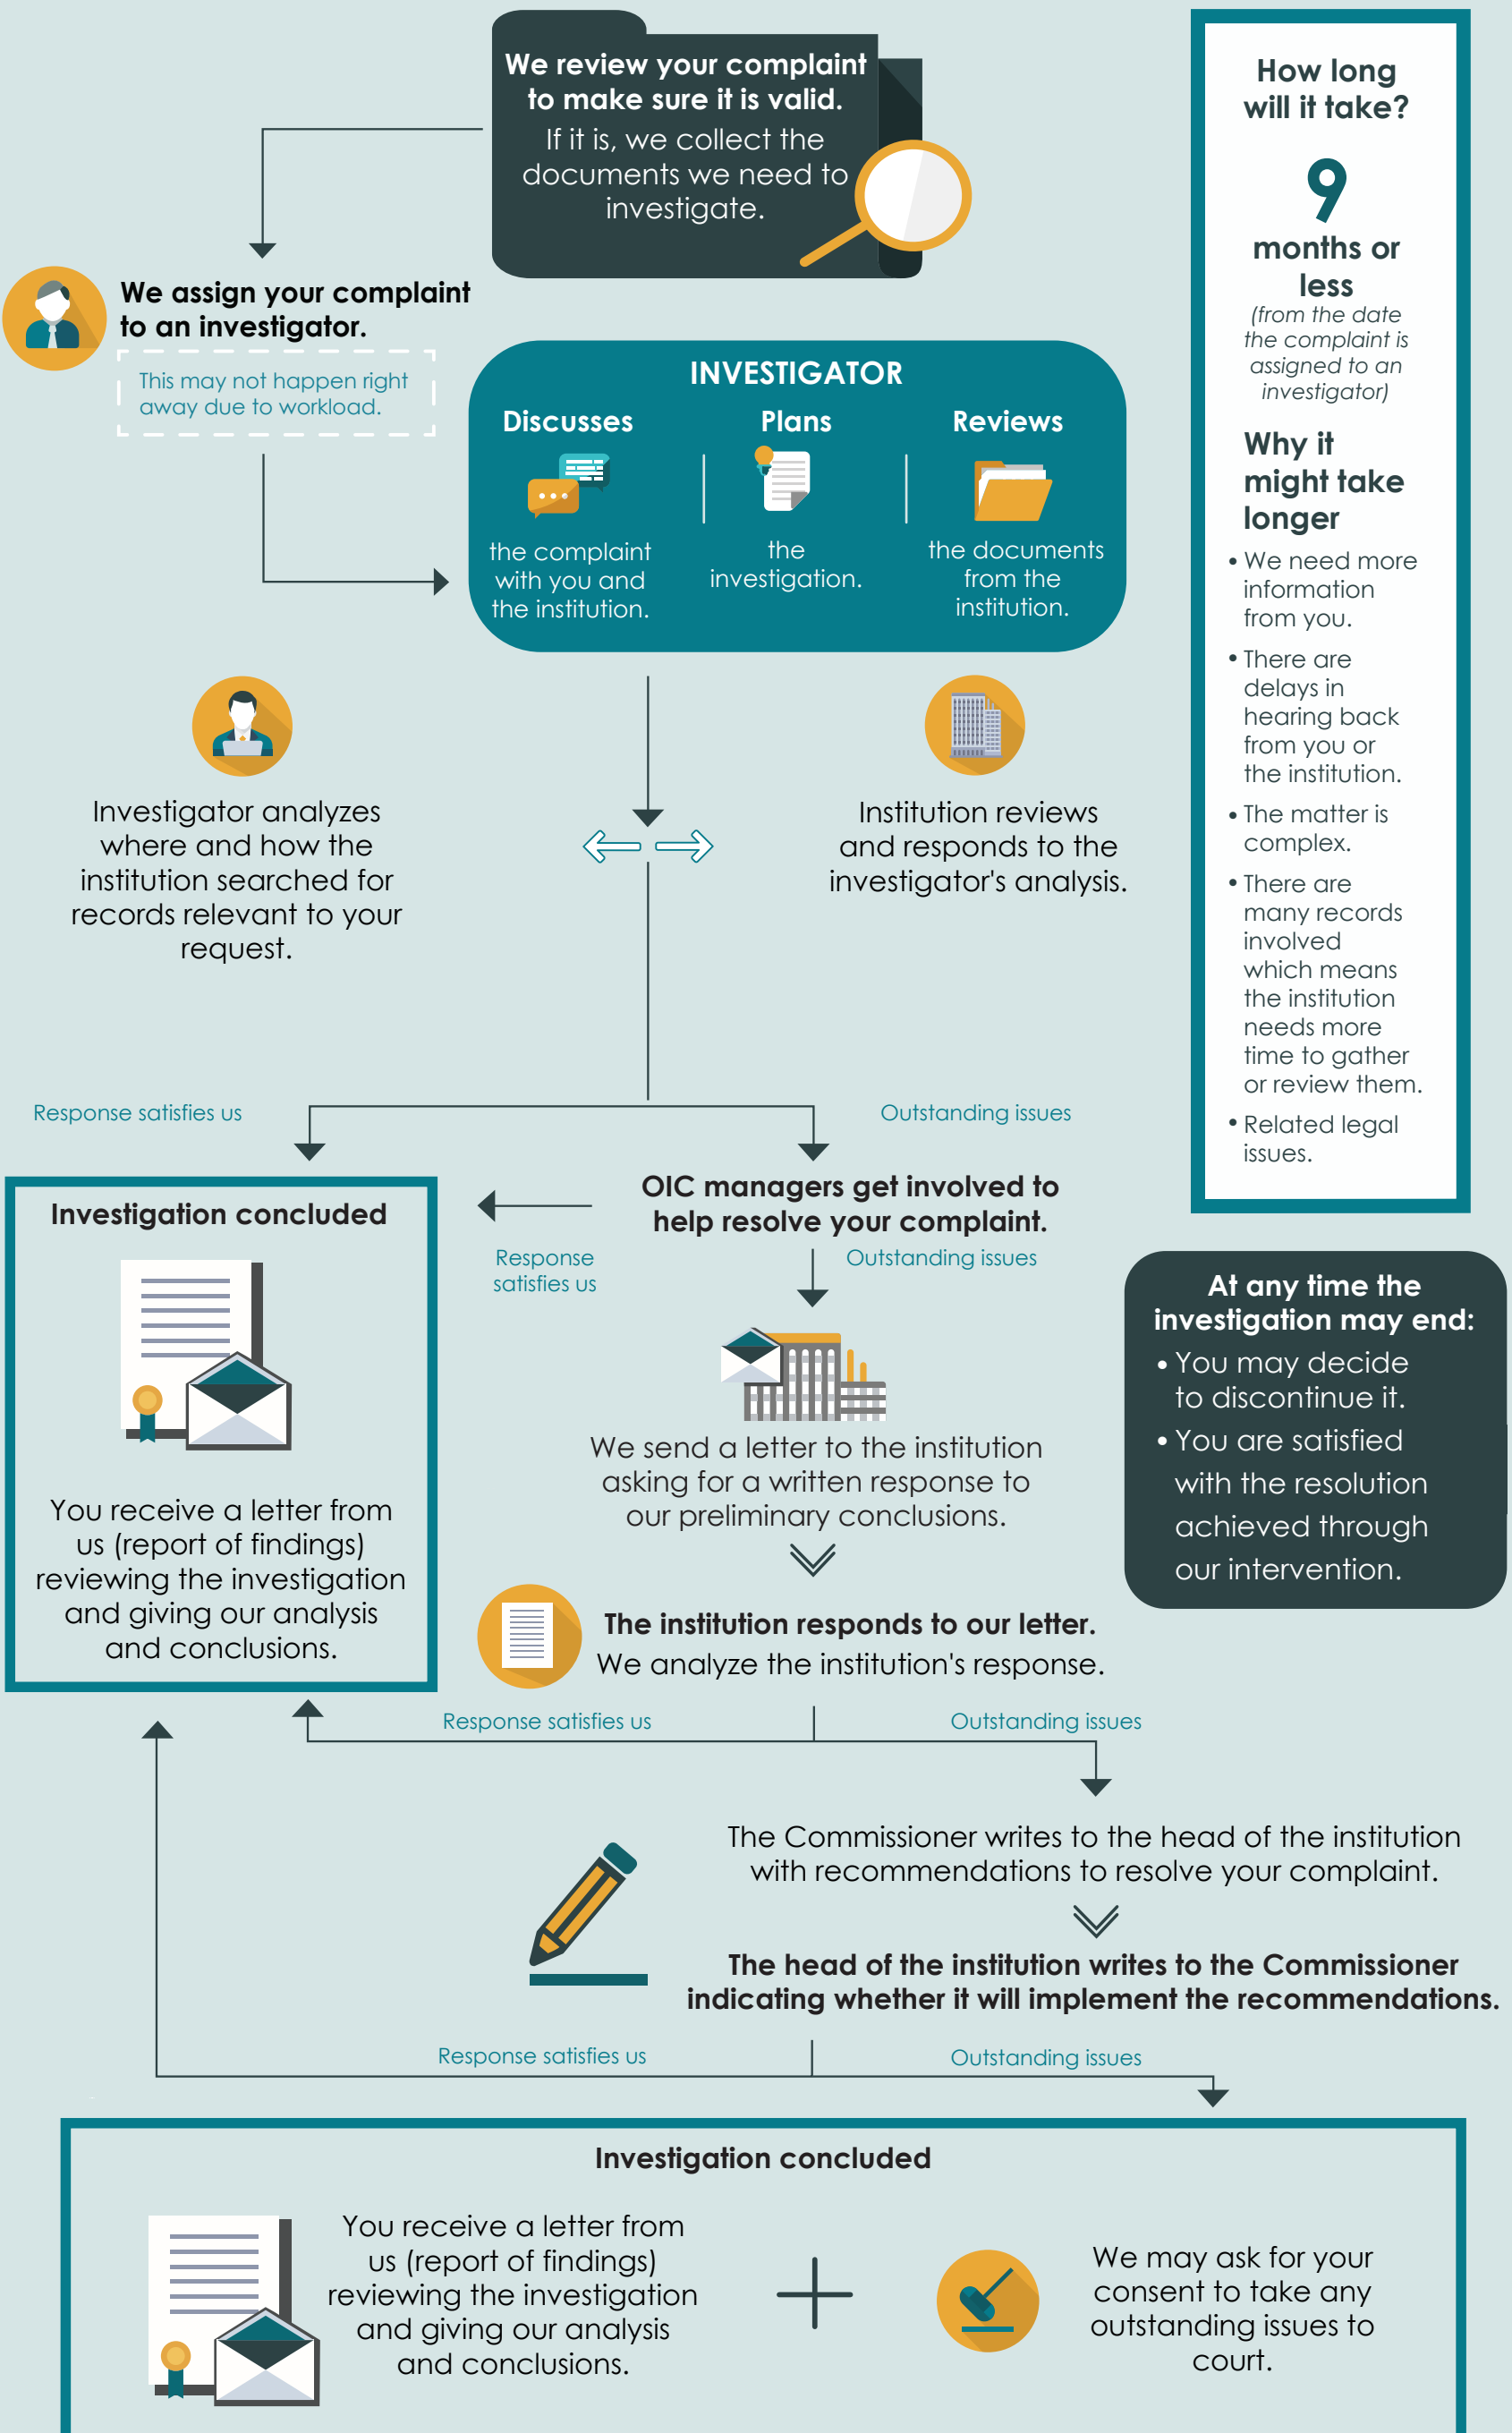 We review your complaint
to make sure it is valid.
If it is, we collect the
documents we need to
investigate.
We assign your complaint
to an investigator.
This may not happen right
away due to workload.
INVESTIGATOR
Discusses
the complaint
with you and
the institution.
Plans
the
investigation.
Reviews
the documents
from the
institution.
Investigator analyzes
where and how the
institution searched for
records relevant to your
request.
Institution reviews
and responds to the
investigator's analysis.
How long
will it take?
9
months or
less
(from the date
the complaint is
assigned to an
investigator)
Why it
might take
longer
• We need more
information
from you.
• There are
delays in
hearing back
from you or
the institution.
• The matter is
complex.
• There are
many records
involved
which means
the institution
needs more
time to gather
or review them.
• Related legal
issues.
Response satisfies us
Outstanding issues
Investigation concluded
You receive a letter from
us (report of findings)
reviewing the investigation
and giving our analysis
and conclusions.
OIC managers get involved to
help resolve your complaint.
Response
satisfies us
Outstanding issues
We send a letter to the institution
asking for a written response to
our preliminary conclusions.
The institution responds to our letter.
We analyze the institution's response.
At any time the
investigation may end:
• You may decide
to discontinue it.
• You are satisfied
with the resolution
achieved through
our intervention.
Response satisfies us
Outstanding issues
The Commissioner writes to the head of the institution
with recommendations to resolve your complaint.
The head of the institution writes to the Commissioner
indicating whether it will implement the recommendations.
Response satisfies us
Outstanding issues
Investigation concluded
You receive a letter from
us (report of findings)
reviewing the investigation
and giving our analysis
and conclusions.
We may ask for your
consent to take any
outstanding issues to
court.